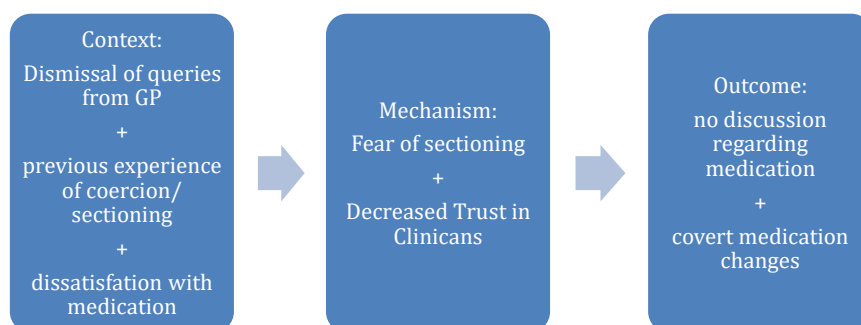 Context:
Dismissal of queries
from GP
+
previous experience
of coercion/
sectioning
+
dissatisfation with
medication
Mechanism:
Fear of sectioning
+
Decreased Trust in
Clinicans
Outcome:
no discussion
regarding
medication
+
covert medication
changes